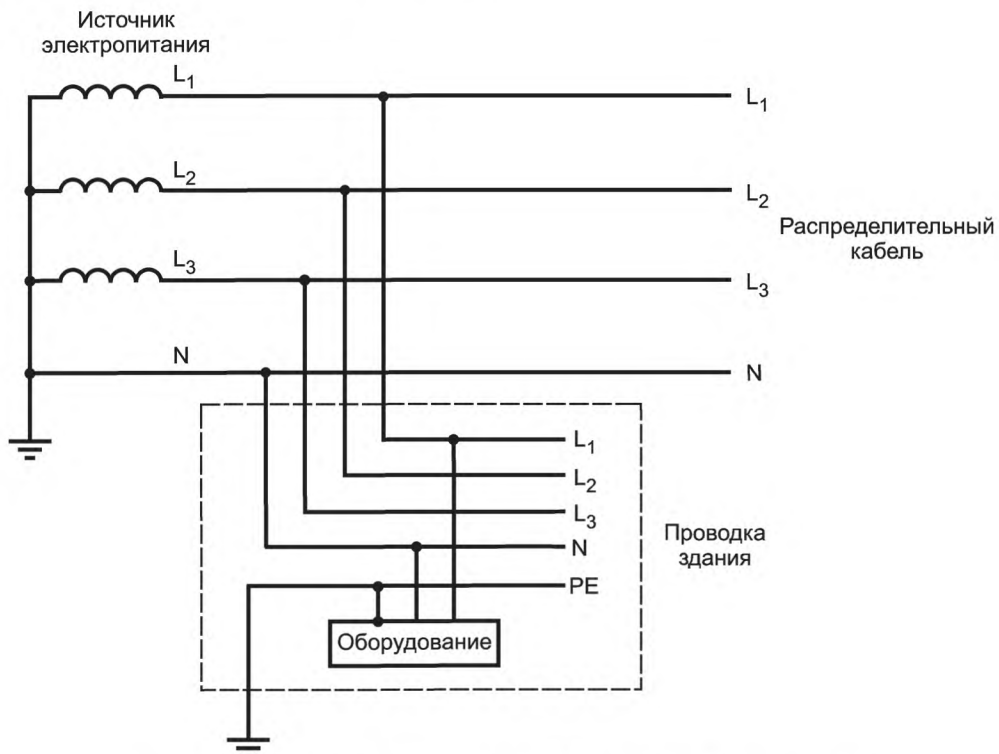 Источник
электропитания
L₁
L₁
L₂
L₂
Распределительный
кабель
L₃
L₃
N
N
L₁
L₂
L₃
Проводка
здания
N
PE
Оборудование